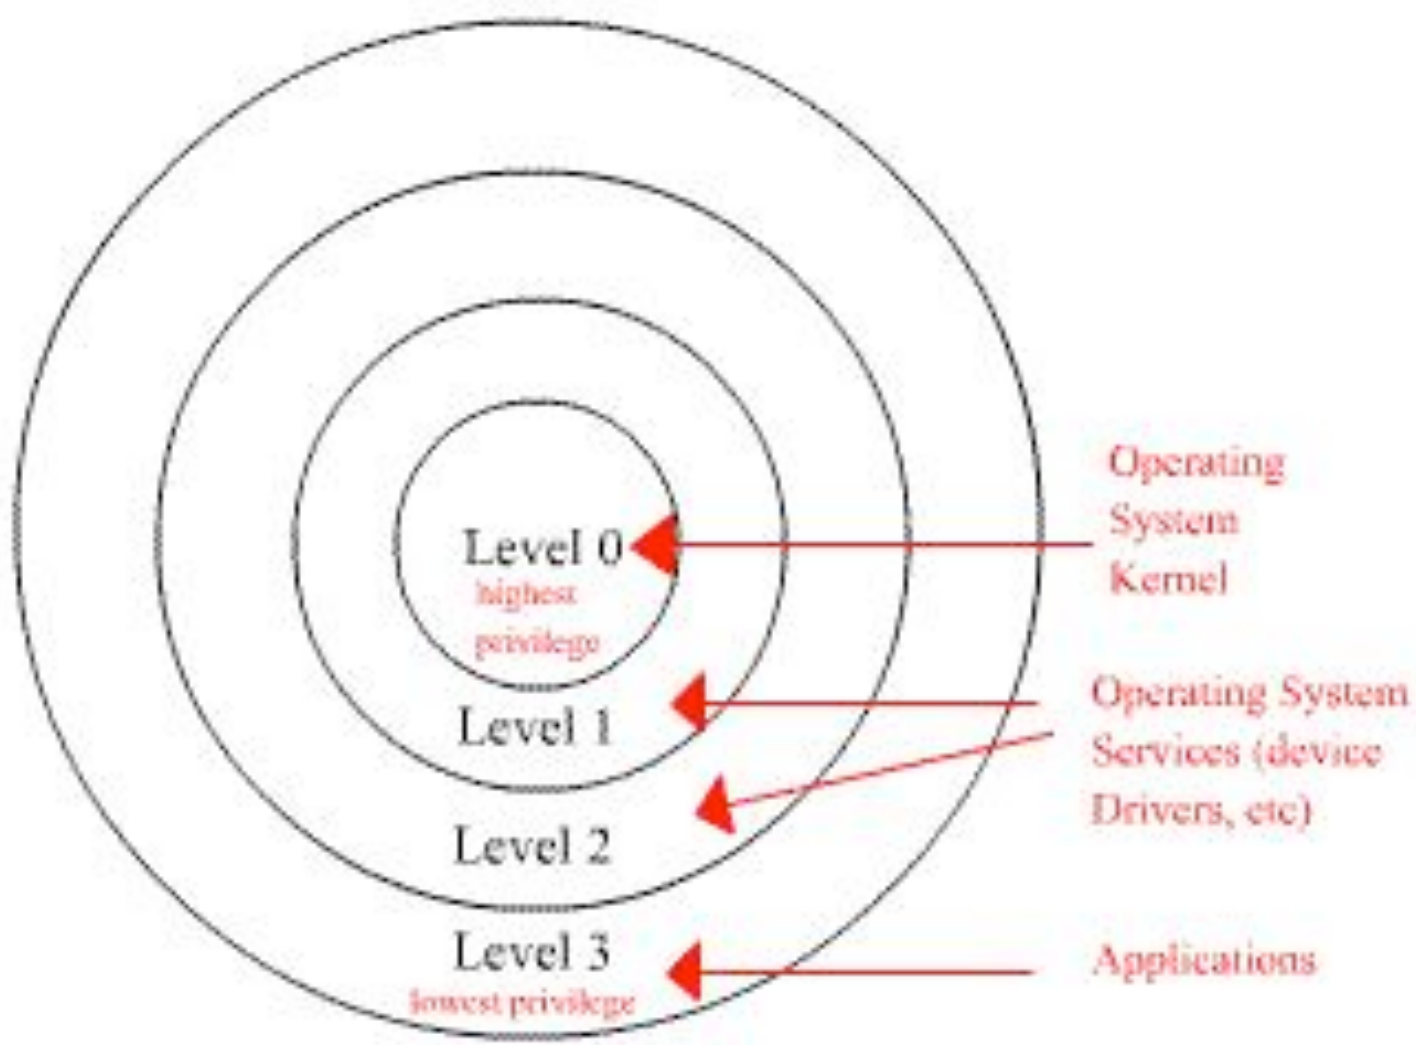 Level 0
highest
privilege
Level 1
Level 2
Level 3
lowest privilege
Operating
System
Kernel
Operating System
Services (device
Drivers, etc)
Applications